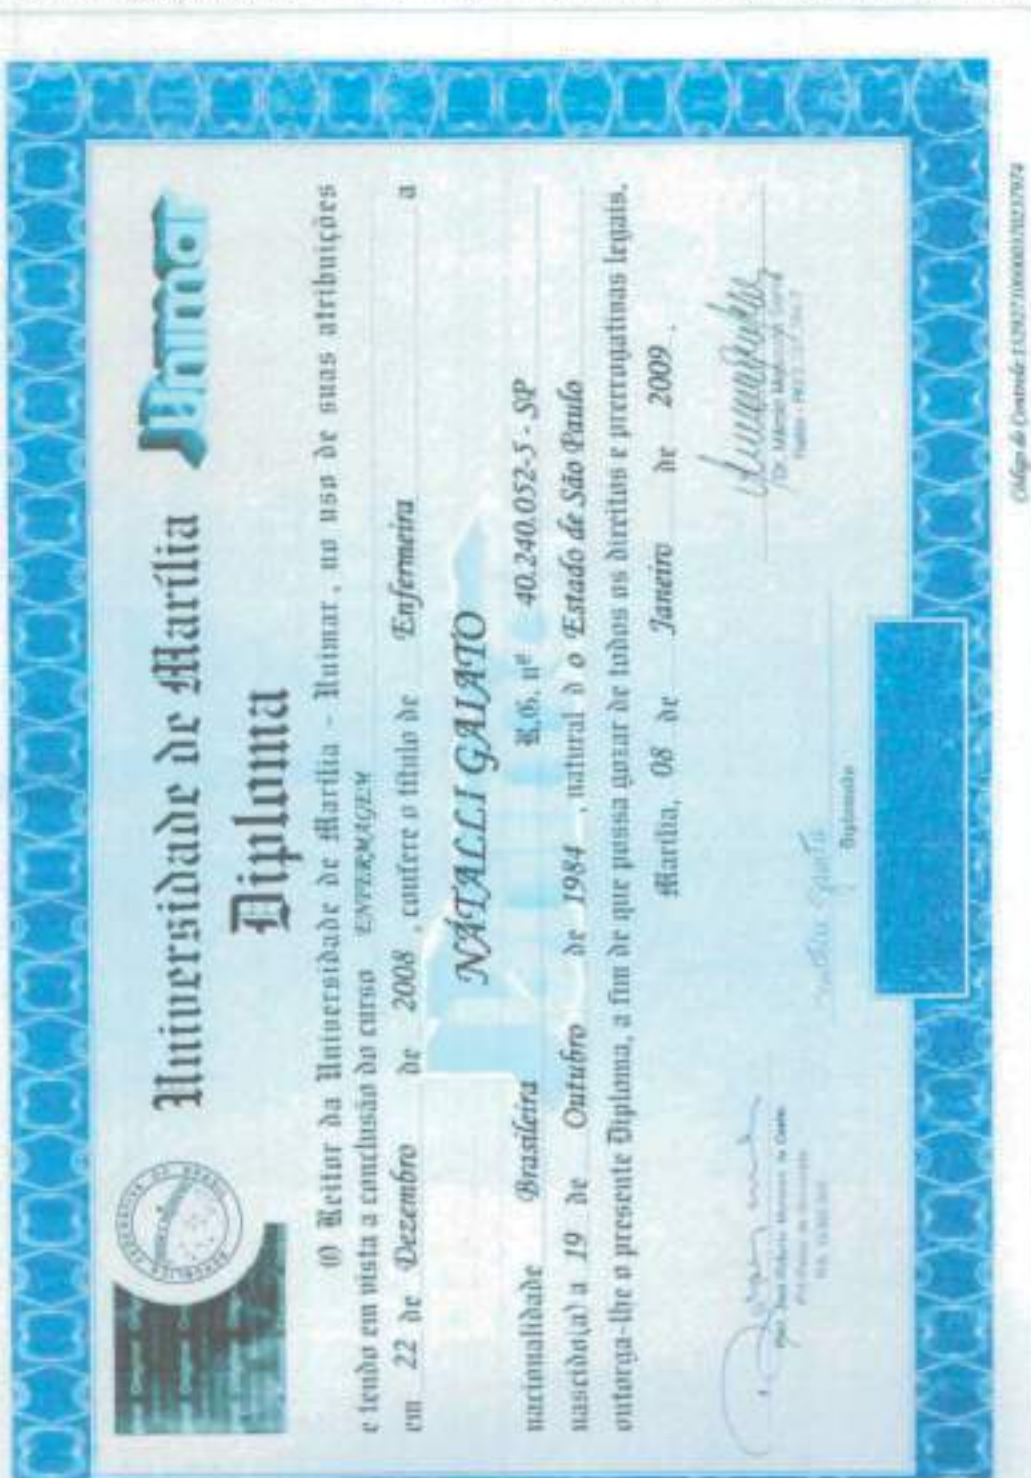 Universidade de Marília
Unimar
Diploma
O Reitor da Universidade de Marília - Unimar, no uso de suas atribuições
e tendo em vista a conclusão do curso ENFERMAGEM
em 22 de Dezembro de 2008, confere o título de Enfermeira a
NÁTALLI GAIATO
nacionalidade Brasileira R.G. nº 40.240.052-5 - SP
nascido(a) a 19 de Outubro de 1984, natural d o Estado de São Paulo
outorga-lhe o presente Diploma, a fim de que possa gozar de todos os direitos e prerrogativas legais.
Marília, 08 de Janeiro de 2009.
Diplomado
Código de Controle